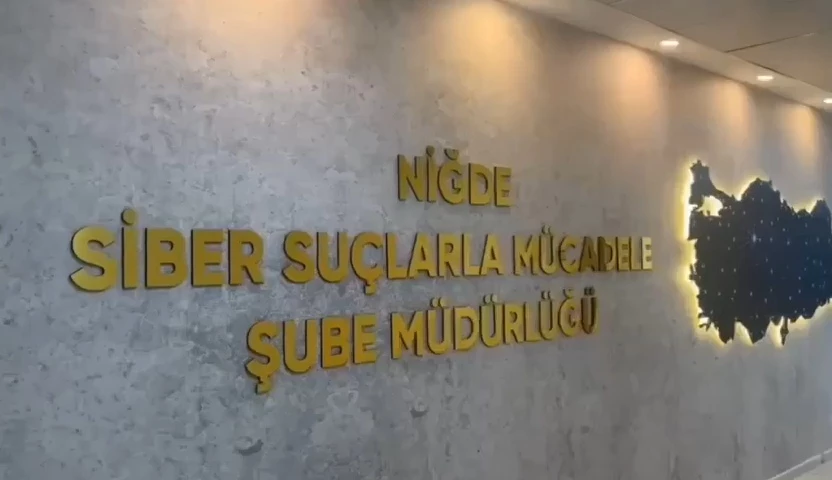 NİĞDE
SİBER SUÇLARLA MÜCADELE
ŞUBE MÜDÜRLÜĞÜ